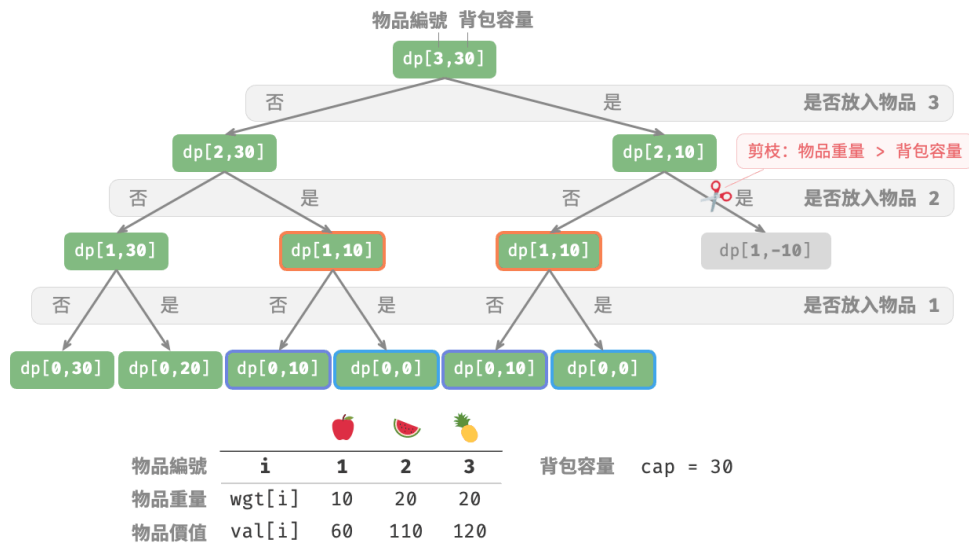 物品編號 背包容量
dp[3,30]
否 是 是否放入物品 3
dp[2,30] dp[2,10] 剪枝：物品重量 > 背包容量
否 是 否 是 是否放入物品 2
dp[1,30] dp[1,10] dp[1,10] dp[1,-10]
否 是 否 是 否 是 是否放入物品 1
dp[0,30] dp[0,20] dp[0,10] dp[0,0] dp[0,10] dp[0,0]
物品編號 i 1 2 3 背包容量 cap = 30
物品重量 wgt[i] 10 20 20
物品價值 val[i] 60 110 120